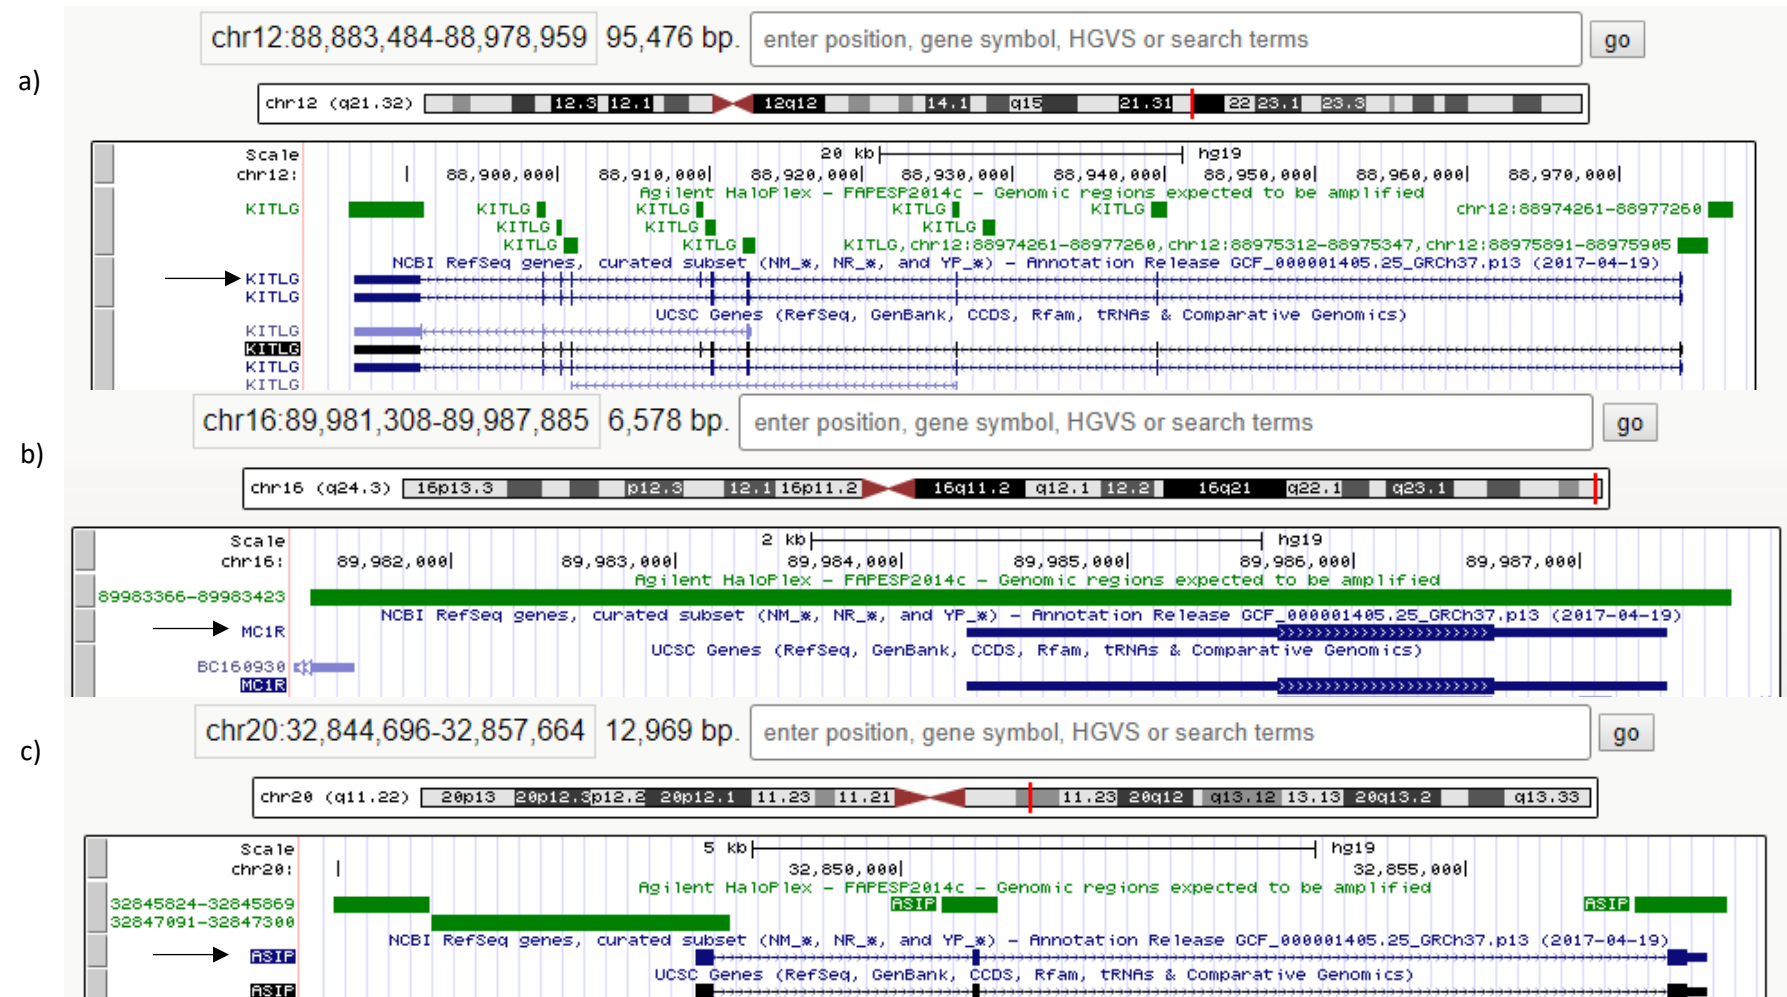 a)
chr12:88,883,484-88,978,959 95,476 bp. enter position, gene symbol, HGVS or search terms go
chr12 (q21.32) 12.3 12.1 12q12 14.1 q15 21.31 22 23.1 23.3
Scale 20 kb hg19
chr12: 88,900,000| 88,910,000| 88,920,000| 88,930,000| 88,940,000| 88,950,000| 88,960,000| 88,970,000|
Agilent HaloPlex - FAPESP2014c - Genomic regions expected to be amplified
KITLG KITLG KITLG KITLG KITLG chr12:88974261-88977260
KITLG KITLG KITLG
KITLG KITLG KITLG,chr12:88974261-88977260,chr12:88975312-88975347,chr12:88975891-88975905
NCBI RefSeq genes, curated subset (NM_*, NR_*, and YP_*) - Annotation Release GCF_000001405.25_GRCh37.p13 (2017-04-19)
KITLG
KITLG
UCSC Genes (RefSeq, GenBank, CCDS, Rfam, tRNAs & Comparative Genomics)
KITLG
KITLG
KITLG
KITLG
b)
chr16:89,981,308-89,987,885 6,578 bp. enter position, gene symbol, HGVS or search terms go
chr16 (q24.3) 16p13.3 p12.3 12.1 16p11.2 16q11.2 q12.1 12.2 16q21 q22.1 q23.1
Scale 2 kb hg19
chr16: 89,982,000| 89,983,000| 89,984,000| 89,985,000| 89,986,000| 89,987,000|
Agilent HaloPlex - FAPESP2014c - Genomic regions expected to be amplified
89983366-89983423
NCBI RefSeq genes, curated subset (NM_*, NR_*, and YP_*) - Annotation Release GCF_000001405.25_GRCh37.p13 (2017-04-19)
MC1R
UCSC Genes (RefSeq, GenBank, CCDS, Rfam, tRNAs & Comparative Genomics)
BC160930
MC1R
c)
chr20:32,844,696-32,857,664 12,969 bp. enter position, gene symbol, HGVS or search terms go
chr20 (q11.22) 20p13 20p12.3 p12.2 20p12.1 11.23 11.21 11.23 20q12 q13.12 13.13 20q13.2 q13.33
Scale 5 kb hg19
chr20: 32,850,000| 32,855,000|
Agilent HaloPlex - FAPESP2014c - Genomic regions expected to be amplified
32845824-32845869 ASIP ASIP
32847091-32847300
NCBI RefSeq genes, curated subset (NM_*, NR_*, and YP_*) - Annotation Release GCF_000001405.25_GRCh37.p13 (2017-04-19)
ASIP
UCSC Genes (RefSeq, GenBank, CCDS, Rfam, tRNAs & Comparative Genomics)
ASIP